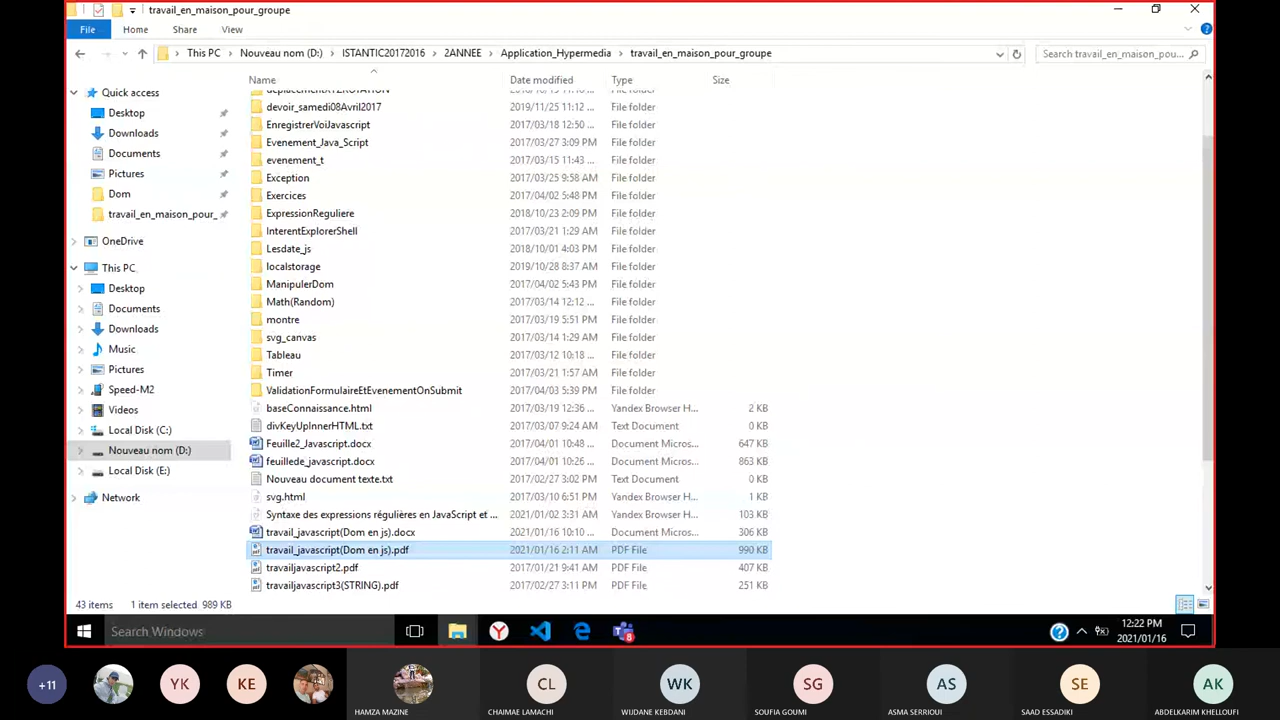 travail_en_maison_pour_groupe
File Home Share View
This PC Nouveau nom (D:) ISTANTIC20172016 2ANNEE Application_Hypermedia travail_en_maison_pour_groupe Search travail_en_maison_pou...
Name Date modified Type Size
Quick access
Desktop
Downloads
Documents
Pictures
Dom
travail_en_maison_pour_
OneDrive
This PC
Desktop
Documents
Downloads
Music
Pictures
Speed-M2
Videos
Local Disk (C:)
Nouveau nom (D:)
Local Disk (E:)
Network
devoir_samedi08Avril2017 2019/11/25 11:12 ... File folder
EnregistrerVoiJavascript 2017/03/18 12:50 ... File folder
Evenement_Java_Script 2017/03/27 3:09 PM File folder
evenement_t 2017/03/15 11:43 ... File folder
Exception 2017/03/25 9:58 AM File folder
Exercices 2017/04/02 5:48 PM File folder
ExpressionReguliere 2018/10/23 2:09 PM File folder
InterentExplorerShell 2017/03/21 1:29 AM File folder
Lesdate_js 2018/10/01 4:03 PM File folder
localstorage 2019/10/28 8:37 AM File folder
ManipulerDom 2017/04/02 5:43 PM File folder
Math(Random) 2017/03/14 12:12 ... File folder
montre 2017/03/19 5:51 PM File folder
svg_canvas 2017/03/14 1:29 AM File folder
Tableau 2017/03/12 10:18 ... File folder
Timer 2017/03/21 1:57 AM File folder
ValidationFormulaireEtEvenementOnSubmit 2017/04/03 5:39 PM File folder
baseConnaissance.html 2017/03/19 12:36 ... Yandex Browser H... 2 KB
divKeyUpInnerHTML.txt 2017/03/07 9:24 AM Text Document 0 KB
Feuille2_Javascript.docx 2017/04/01 10:48 ... Document Micros... 647 KB
feuillede_javascript.docx 2017/04/01 10:26 ... Document Micros... 863 KB
Nouveau document texte.txt 2017/02/27 3:02 PM Text Document 0 KB
svg.html 2017/03/10 6:51 PM Yandex Browser H... 1 KB
Syntaxe des expressions régulières en JavaScript et ... 2021/01/02 3:31 AM Yandex Browser H... 103 KB
travail_javascript(Dom en js).docx 2021/01/16 10:10 ... Document Micros... 306 KB
travail_javascript(Dom en js).pdf 2021/01/16 2:11 AM PDF File 990 KB
travailjavascript2.pdf 2017/01/21 9:41 AM PDF File 407 KB
travailjavascript3(STRING).pdf 2017/02/27 3:11 PM PDF File 251 KB
43 items 1 item selected 989 KB
Search Windows
8
12:22 PM
2021/01/16
+11 YK KE CL WK SG AS SE AK
HAMZA MAZINE CHAIMAE LAMACHI WIJDANE KEBDANI SOUFIA GOUMI ASMA SERRIOUI SAAD ESSADIKI ABDELKARIM KHELLOUFI